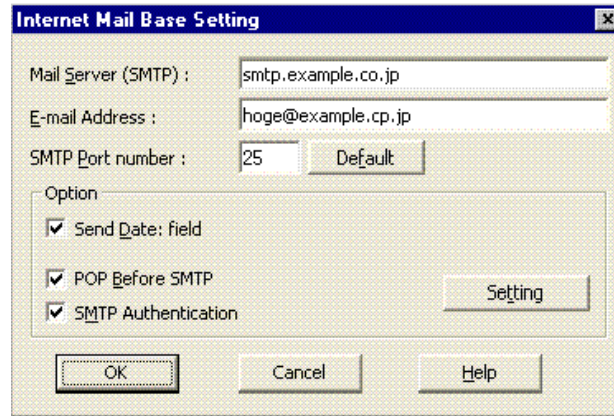 Internet Mail Base Setting
Mail Server (SMTP) : smtp.example.co.jp
E-mail Address : hoge@example.cp.jp
SMTP Port number : 25 Default
Option
Send Date: field
POP Before SMTP
Setting
SMTP Authentication
OK Cancel Help